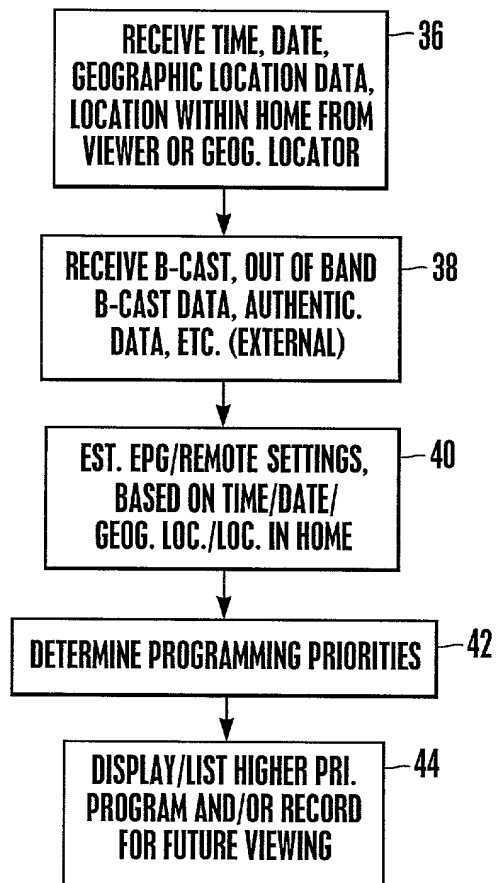 RECEIVE TIME, DATE,
GEOGRAPHIC LOCATION DATA,
LOCATION WITHIN HOME FROM
VIEWER OR GEOG. LOCATOR
36
RECEIVE B-CAST, OUT OF BAND
B-CAST DATA, AUTHENTIC.
DATA, ETC. (EXTERNAL)
38
EST. EPG/REMOTE SETTINGS,
BASED ON TIME/DATE/
GEOG. LOC./LOC. IN HOME
40
DETERMINE PROGRAMMING PRIORITIES
42
DISPLAY/LIST HIGHER PRI.
PROGRAM AND/OR RECORD
FOR FUTURE VIEWING
44